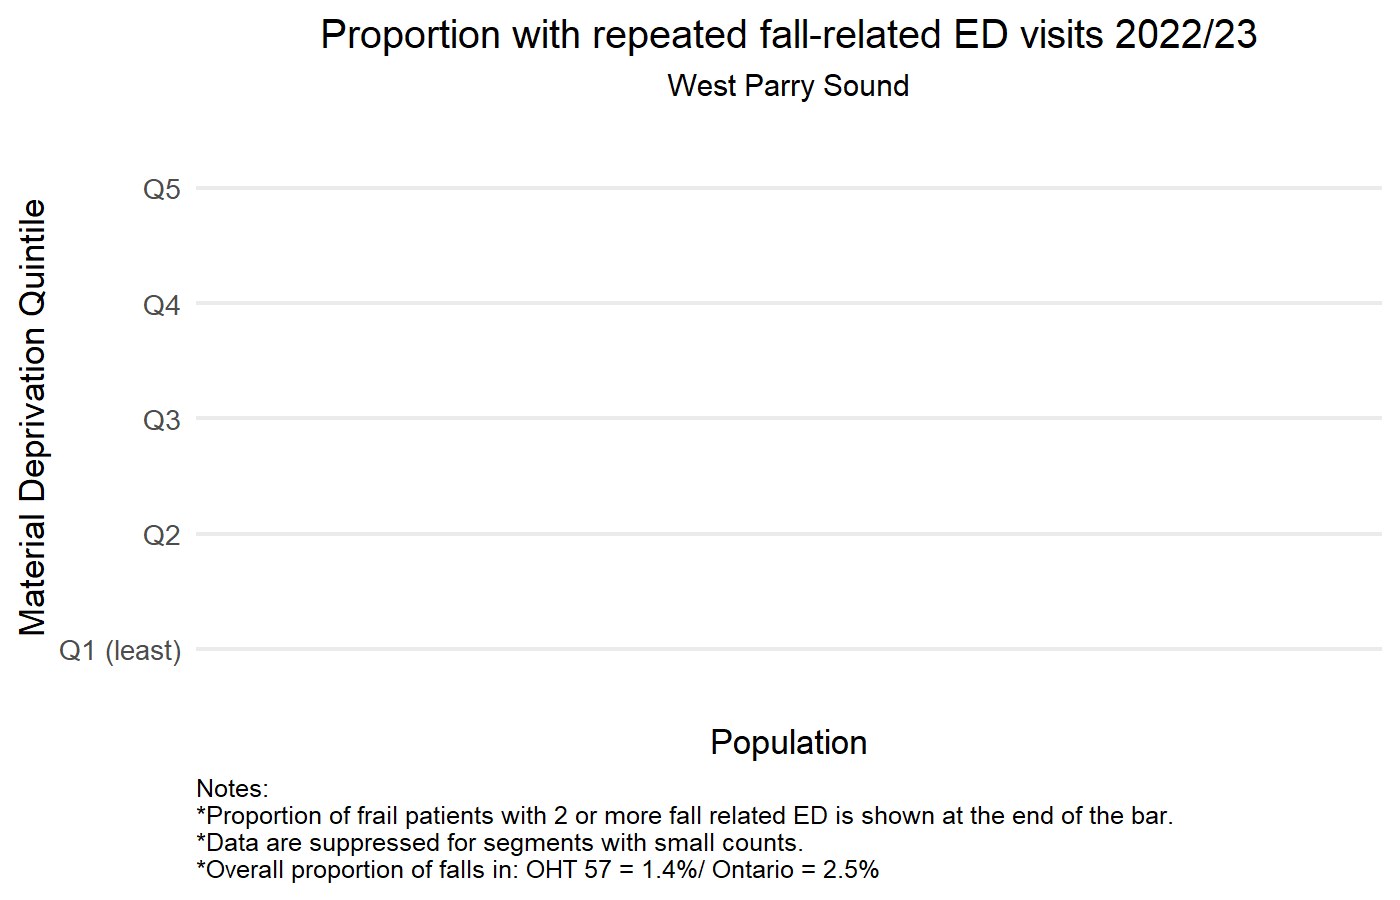 Proportion with repeated fall-related ED visits 2022/23
West Parry Sound
Material Deprivation Quintile
Q5
Q4
Q3
Q2
Q1 (least)
Population
Notes:
*Proportion of frail patients with 2 or more fall related ED is shown at the end of the bar.
*Data are suppressed for segments with small counts.
*Overall proportion of falls in: OHT 57 = 1.4%/ Ontario = 2.5%